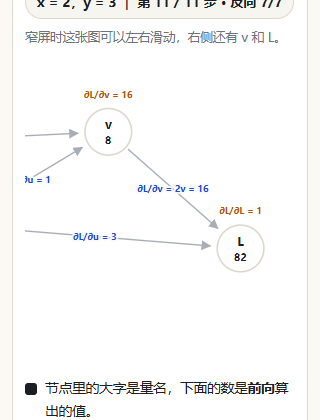 x = 2，y = 3 | 第 11 / 11 步 • 反向 7/7
窄屏时这张图可以左右滑动，右侧还有 v 和 L。
∂L/∂v = 16
v
8
∂u = 1
∂L/∂v = 2v = 16
∂L/∂L = 1
∂L/∂u = 3
L
82
节点里的大字是量名，下面的数是前向算
出的值。